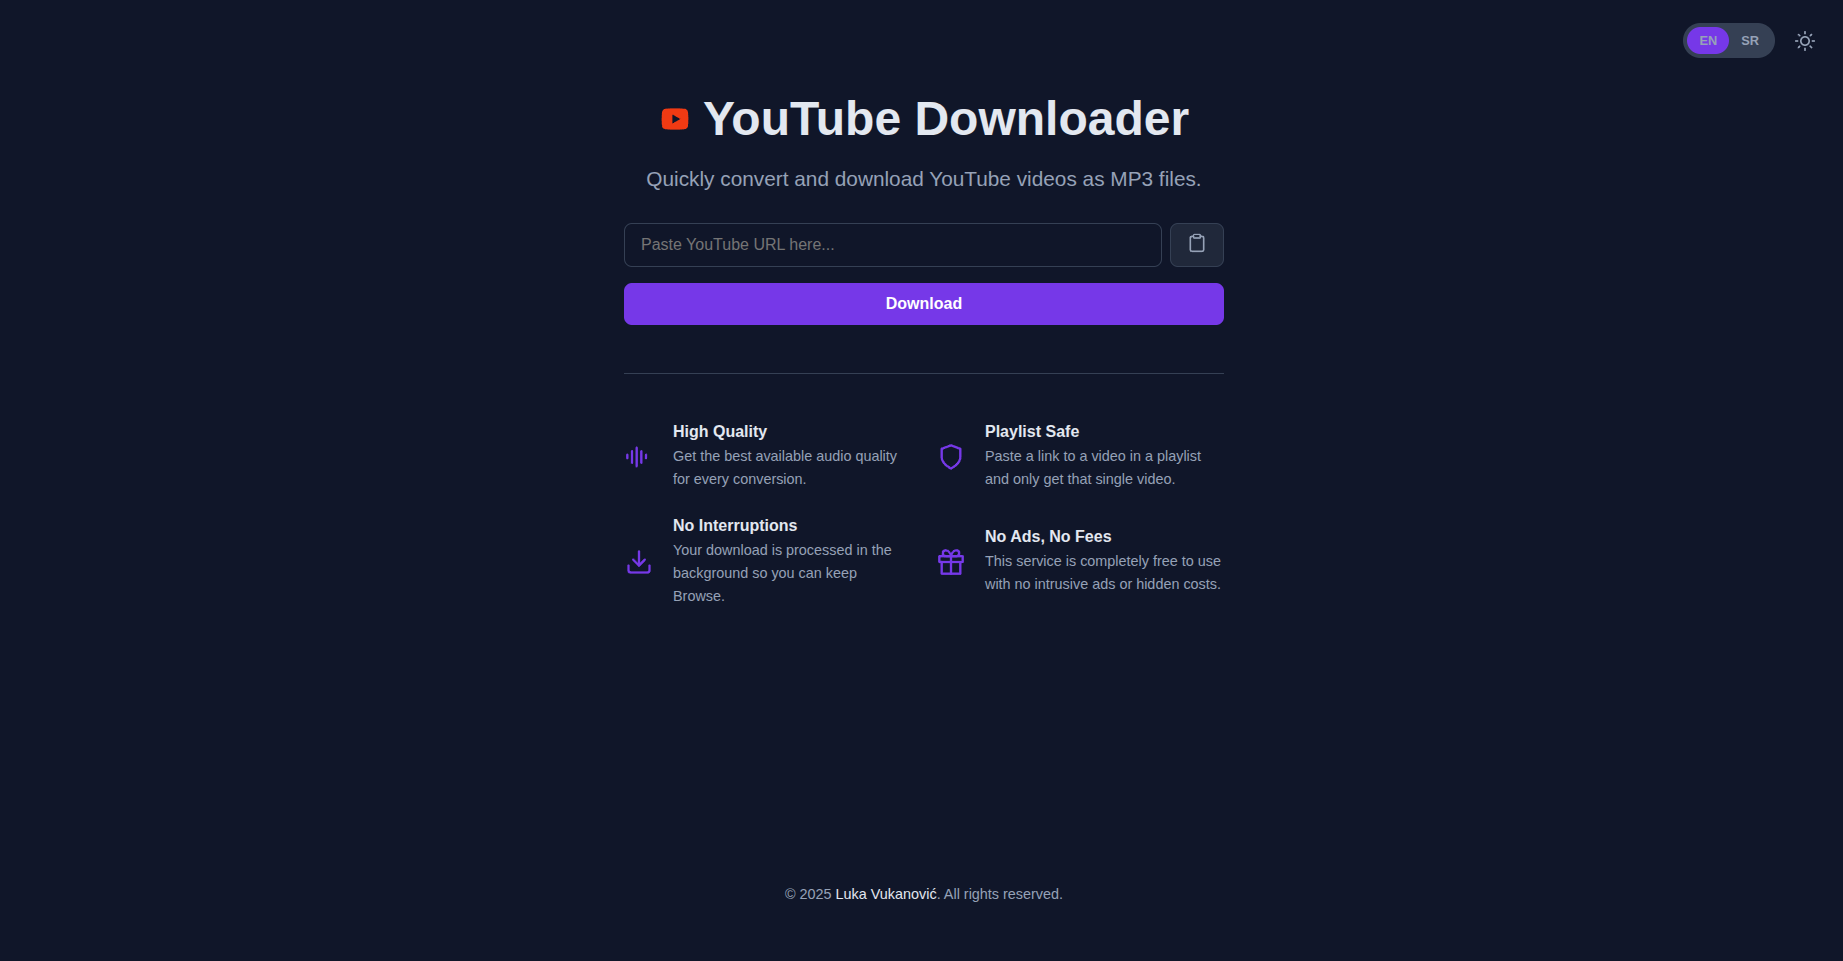 EN SR
YouTube Downloader
Quickly convert and download YouTube videos as MP3 files.
Paste YouTube URL here...
Download
High Quality
Get the best available audio quality
for every conversion.
Playlist Safe
Paste a link to a video in a playlist
and only get that single video.
No Interruptions
Your download is processed in the
background so you can keep
Browse.
No Ads, No Fees
This service is completely free to use
with no intrusive ads or hidden costs.
© 2025 Luka Vukanović. All rights reserved.